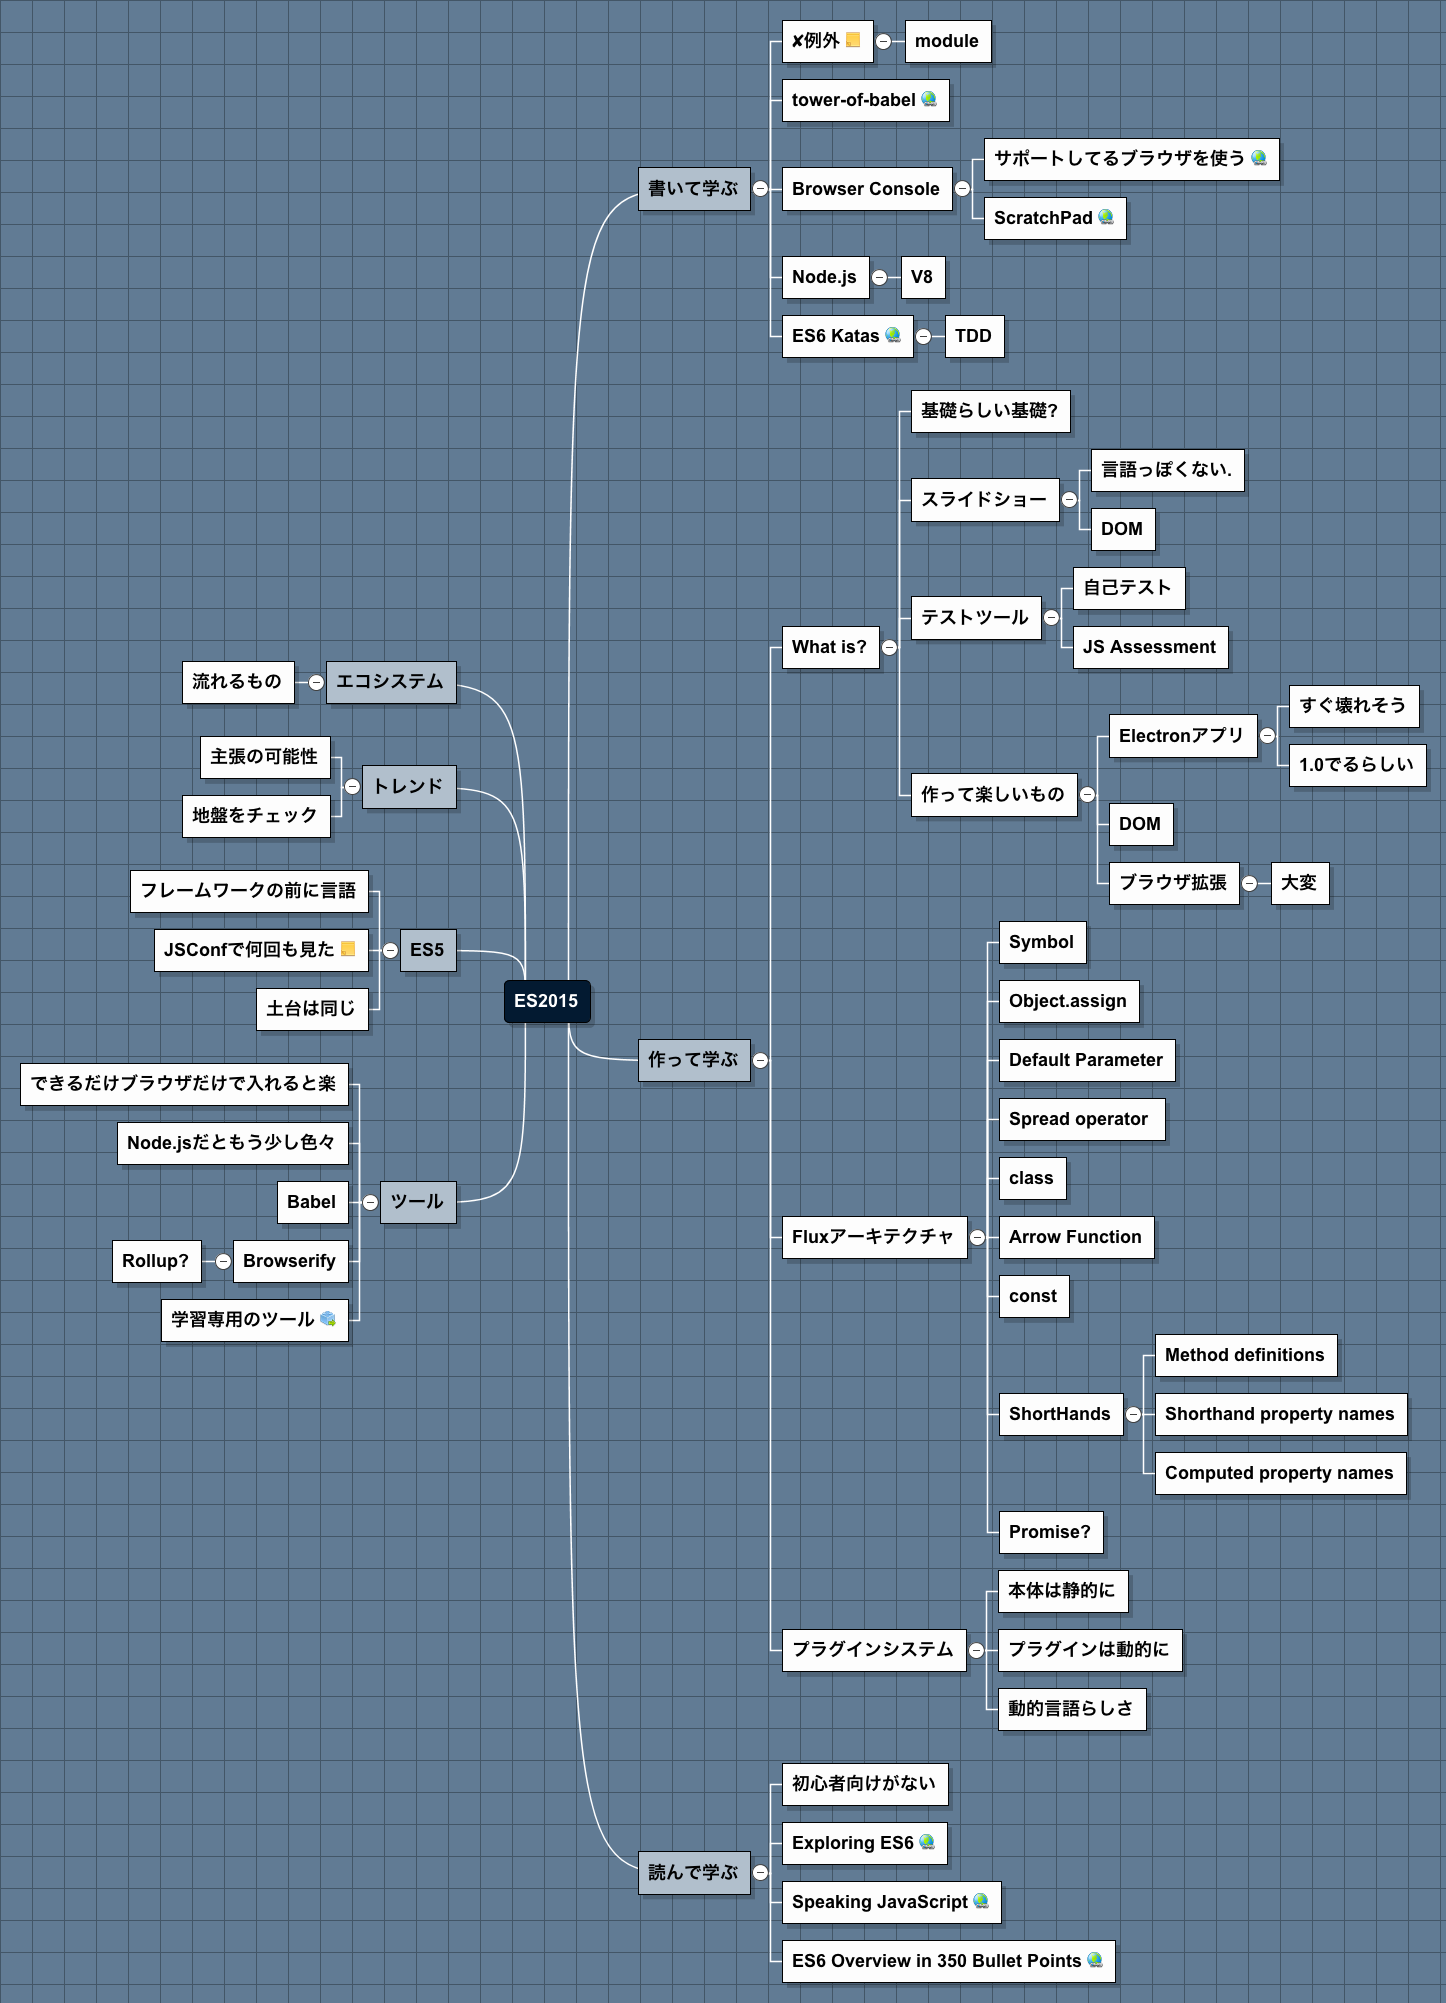 ✘例外
module
tower-of-babel
書いて学ぶ
Browser Console
サポートしてるブラウザを使う
ScratchPad
Node.js
V8
ES6 Katas
TDD
What is?
基礎らしい基礎?
スライドショー
言語っぽくない.
DOM
テストツール
自己テスト
JS Assessment
作って楽しいもの
Electronアプリ
すぐ壊れそう
1.0でるらしい
DOM
ブラウザ拡張
大変
流れるもの
エコシステム
主張の可能性
地盤をチェック
トレンド
フレームワークの前に言語
JSConfで何回も見た
土台は同じ
ES5
ES2015
作って学ぶ
できるだけブラウザだけで入れると楽
Node.jsだともう少し色々
Babel
ツール
Rollup?
Browserify
学習専用のツール
Fluxアーキテクチャ
Symbol
Object.assign
Default Parameter
Spread operator
class
Arrow Function
const
ShortHands
Method definitions
Shorthand property names
Computed property names
Promise?
プラグインシステム
本体は静的に
プラグインは動的に
動的言語らしさ
読んで学ぶ
初心者向けがない
Exploring ES6
Speaking JavaScript
ES6 Overview in 350 Bullet Points